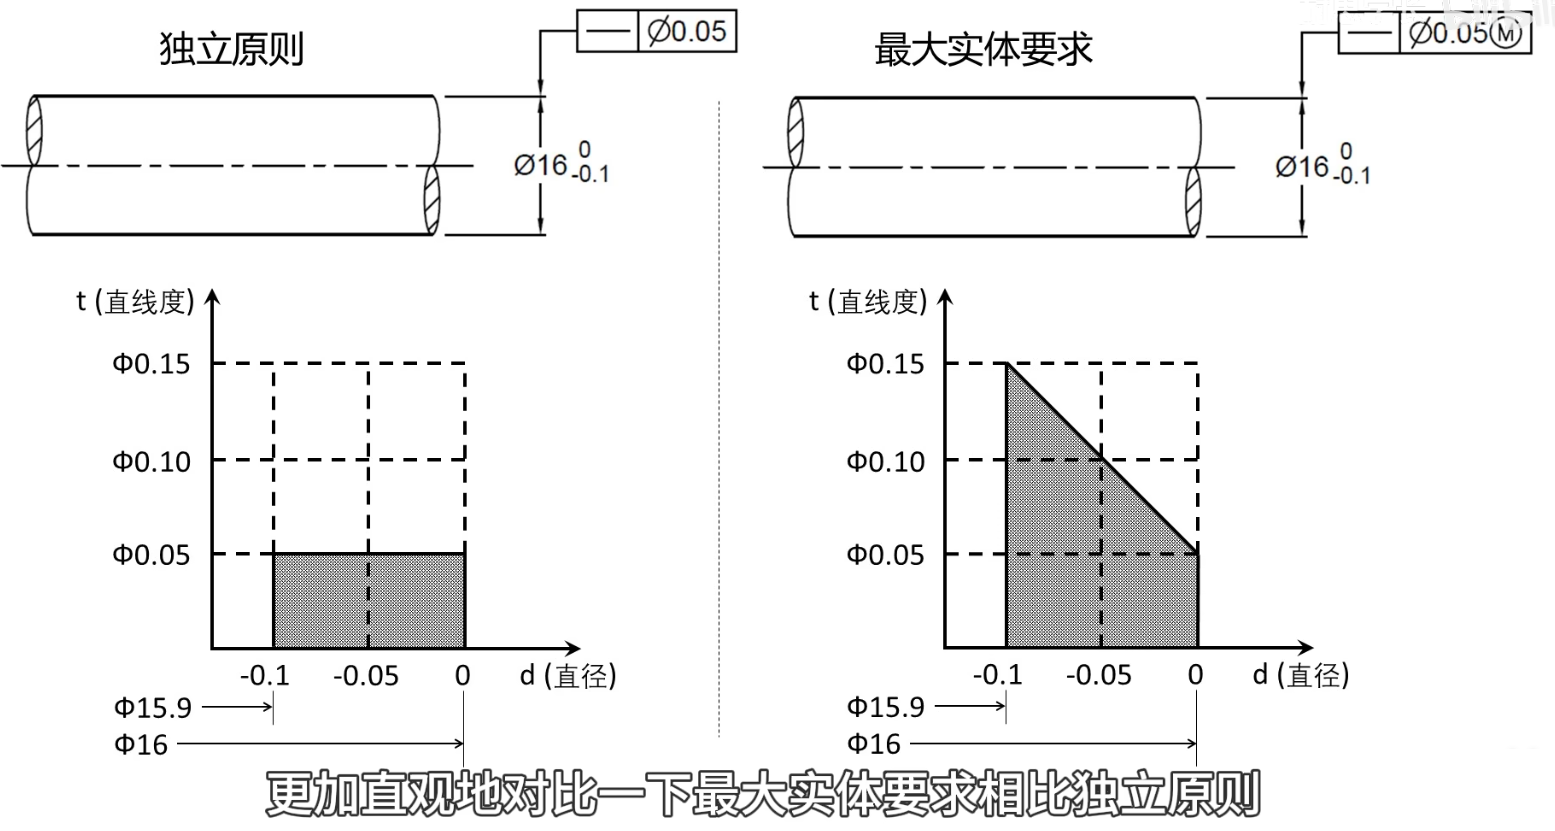 独立原则
Ø0.05
Ø16 0 -0.1
最大实体要求
Ø0.05Ⓜ
Ø16 0 -0.1
t (直线度)
Φ0.15
Φ0.10
Φ0.05
-0.1 -0.05 0 d (直径)
Φ15.9
Φ16
t (直线度)
Φ0.15
Φ0.10
Φ0.05
-0.1 -0.05 0 d (直径)
Φ15.9
Φ16
更加直观地对比一下最大实体要求相比独立原则